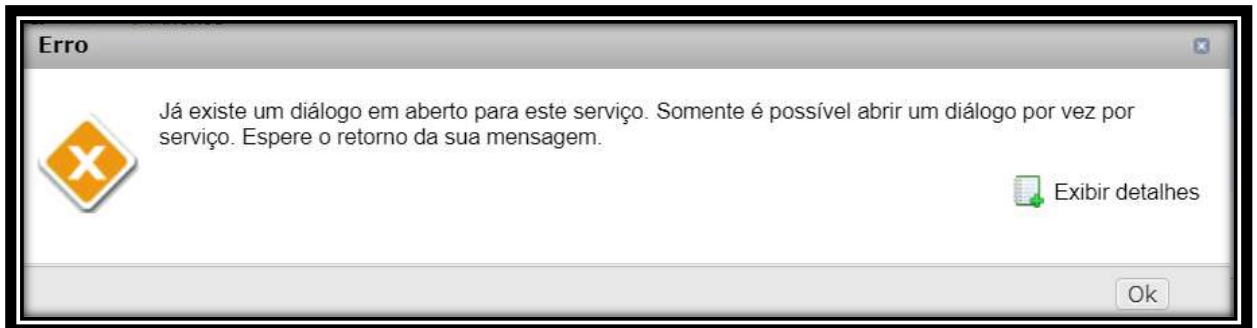 Erro
Já existe um diálogo em aberto para este serviço. Somente é possível abrir um diálogo por vez por
serviço. Espere o retorno da sua mensagem.
Exibir detalhes
Ok